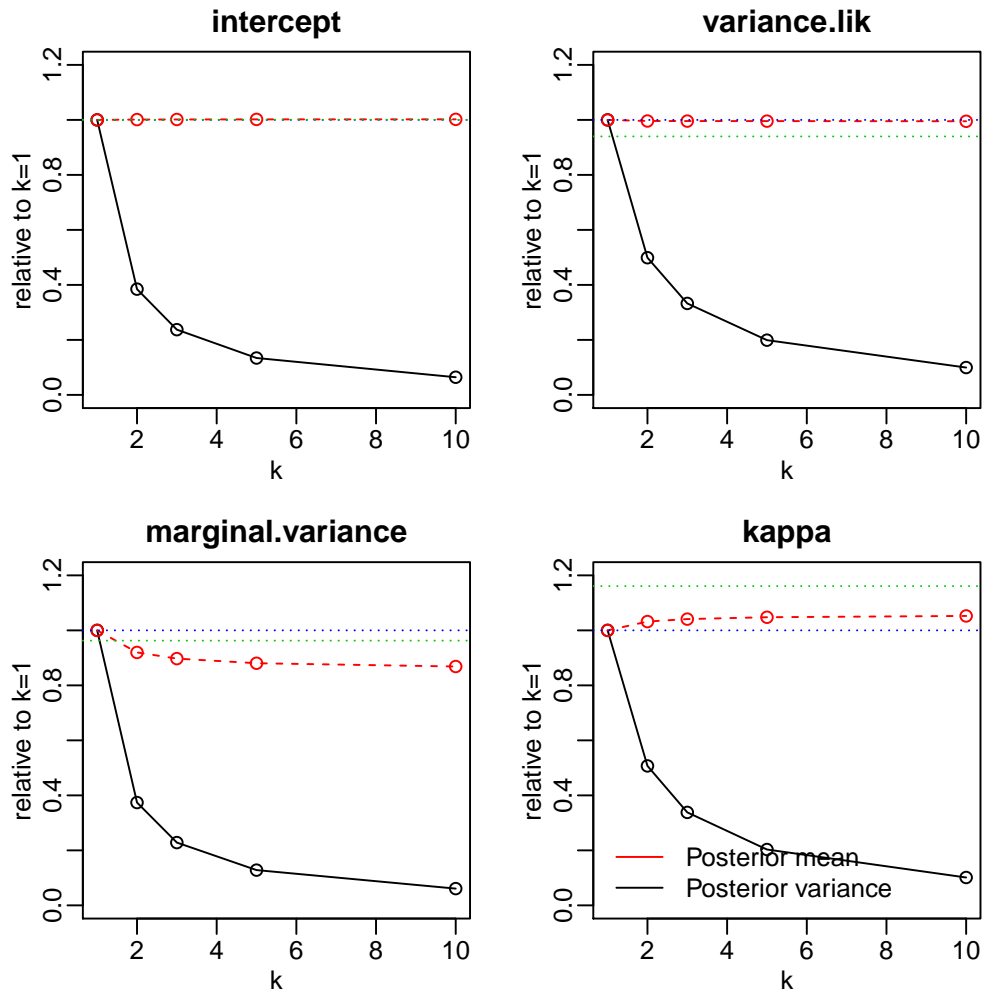 intercept
relative to k=1
0.0 0.4 0.8 1.2
2 4 6 8 10
k
variance.lik
relative to k=1
0.0 0.4 0.8 1.2
2 4 6 8 10
k
marginal.variance
relative to k=1
0.0 0.4 0.8 1.2
2 4 6 8 10
k
kappa
relative to k=1
0.0 0.4 0.8 1.2
Posterior mean
Posterior variance
2 4 6 8 10
k